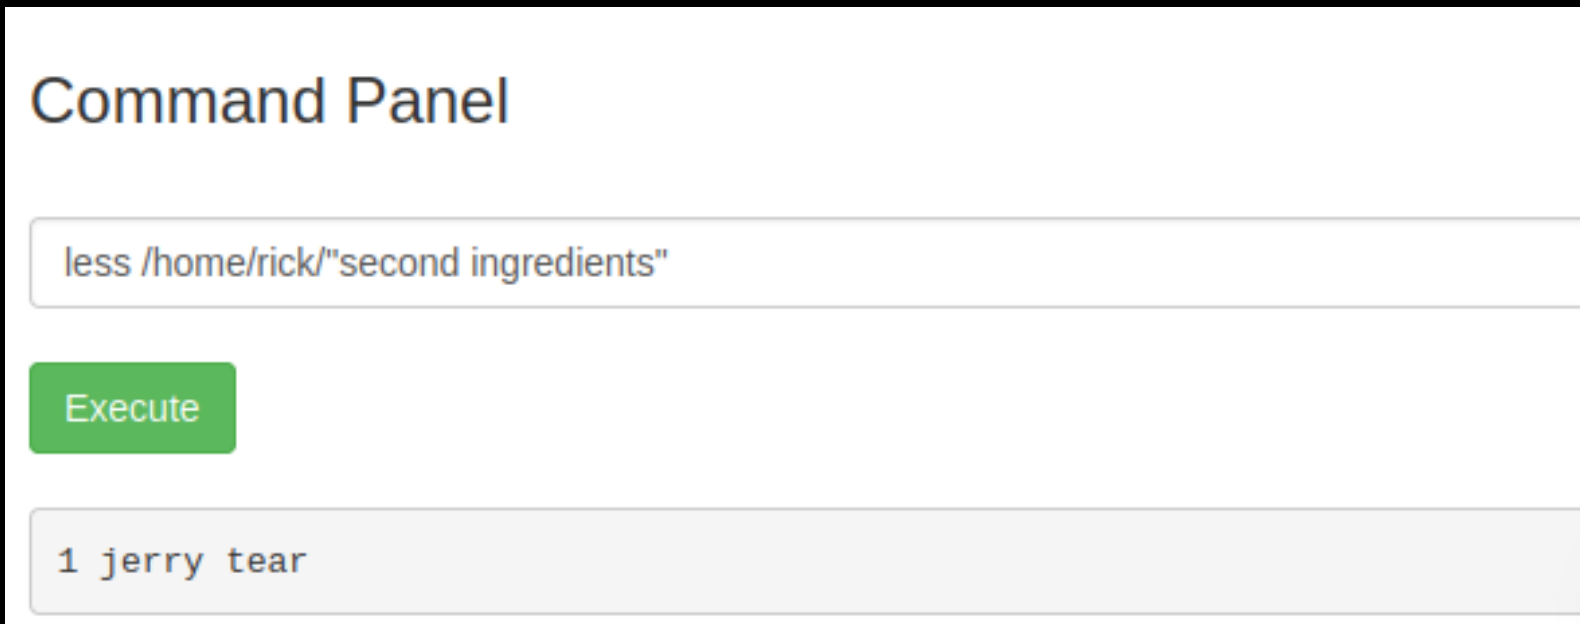 Command Panel
less /home/rick/"second ingredients"
Execute
1 jerry tear